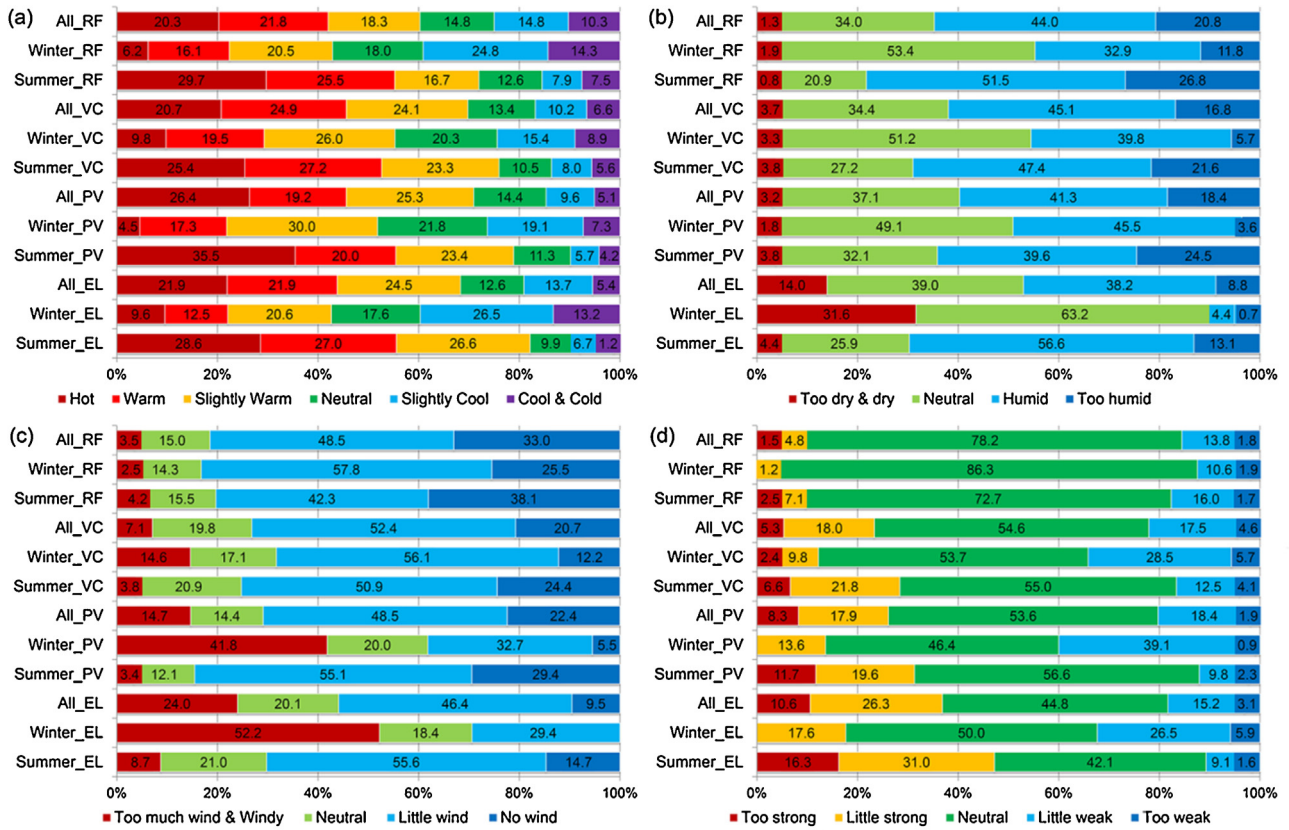 (a)
All_RF 20.3 21.8 18.3 14.8 14.8 10.3
Winter_RF 6.2 16.1 20.5 18.0 24.8 14.3
Summer_RF 29.7 25.5 16.7 12.6 7.9 7.5
All_VC 20.7 24.9 24.1 13.4 10.2 6.6
Winter_VC 9.8 19.5 26.0 20.3 15.4 8.9
Summer_VC 25.4 27.2 23.3 10.5 8.0 5.6
All_PV 26.4 19.2 25.3 14.4 9.6 5.1
Winter_PV 4.5 17.3 30.0 21.8 19.1 7.3
Summer_PV 35.5 20.0 23.4 11.3 5.7 4.2
All_EL 21.9 21.9 24.5 12.6 13.7 5.4
Winter_EL 9.6 12.5 20.6 17.6 26.5 13.2
Summer_EL 28.6 27.0 26.6 9.9 6.7 1.2
0% 20% 40% 60% 80% 100%
Hot Warm Slightly Warm Neutral Slightly Cool Cool & Cold
(b)
All_RF 1.3 34.0 44.0 20.8
Winter_RF 1.9 53.4 32.9 11.8
Summer_RF 0.8 20.9 51.5 26.8
All_VC 3.7 34.4 45.1 16.8
Winter_VC 3.3 51.2 39.8 5.7
Summer_VC 3.8 27.2 47.4 21.6
All_PV 3.2 37.1 41.3 18.4
Winter_PV 1.8 49.1 45.5 3.6
Summer_PV 3.8 32.1 39.6 24.5
All_EL 14.0 39.0 38.2 8.8
Winter_EL 31.6 63.2 4.4 0.7
Summer_EL 4.4 25.9 56.6 13.1
0% 20% 40% 60% 80% 100%
Too dry & dry Neutral Humid Too humid
(c)
All_RF 3.5 15.0 48.5 33.0
Winter_RF 2.5 14.3 57.8 25.5
Summer_RF 4.2 15.5 42.3 38.1
All_VC 7.1 19.8 52.4 20.7
Winter_VC 14.6 17.1 56.1 12.2
Summer_VC 3.8 20.9 50.9 24.4
All_PV 14.7 14.4 48.5 22.4
Winter_PV 41.8 20.0 32.7 5.5
Summer_PV 3.4 12.1 55.1 29.4
All_EL 24.0 20.1 46.4 9.5
Winter_EL 52.2 18.4 29.4
Summer_EL 8.7 21.0 55.6 14.7
0% 20% 40% 60% 80% 100%
Too much wind & Windy Neutral Little wind No wind
(d)
All_RF 1.5 4.8 78.2 13.8 1.8
Winter_RF 1.2 86.3 10.6 1.9
Summer_RF 2.5 7.1 72.7 16.0 1.7
All_VC 5.3 18.0 54.6 17.5 4.6
Winter_VC 2.4 9.8 53.7 28.5 5.7
Summer_VC 6.6 21.8 55.0 12.5 4.1
All_PV 8.3 17.9 53.6 18.4 1.9
Winter_PV 13.6 46.4 39.1 0.9
Summer_PV 11.7 19.6 56.6 9.8 2.3
All_EL 10.6 26.3 44.8 15.2 3.1
Winter_EL 17.6 50.0 26.5 5.9
Summer_EL 16.3 31.0 42.1 9.1 1.6
0% 20% 40% 60% 80% 100%
Too strong Little strong Neutral Little weak Too weak